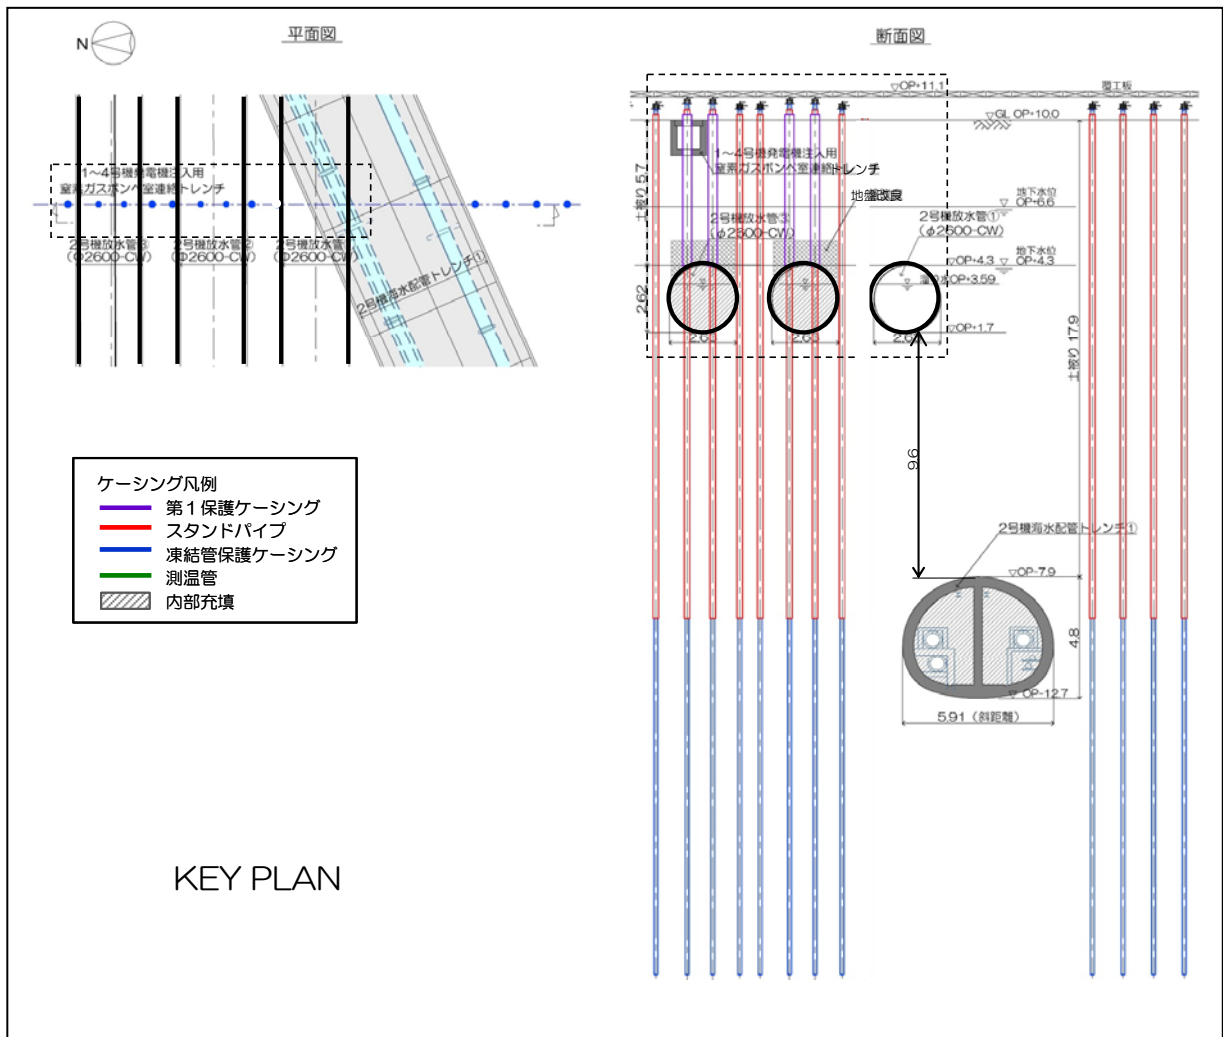 平面図
N
1～4号機発電機注入用
窒素ガスボンベ室連絡トレンチ
2号機放水管③
(Φ2600-CW)
2号機放水管②
(Φ2600-CW)
2号機放水管
(Φ2600-CW)
2号機海水配管トレンチ①
ケーシング凡例
第1保護ケーシング
スタンドパイプ
凍結管保護ケーシング
測温管
内部充填
KEY PLAN
断面図
▽OP+11.1
覆工板
▽GL OP+10.0
1～4号機発電機注入用
窒素ガスボンベ室連絡トレンチ
土被り 5.7
地盤改良
地下水位
▽ OP+6.6
2号機放水管③
(φ2600-CW)
2号機放水管①
(φ2600-CW)
地下水位
▽OP+4.3
▽ OP+4.3
OP+3.59
2.62
▽OP+1.7
2.63
2.63
土被り 17.9
9.6
2号機海水配管トレンチ①
▽OP-7.9
4.8
▽ OP-12.7
5.91（斜距離）